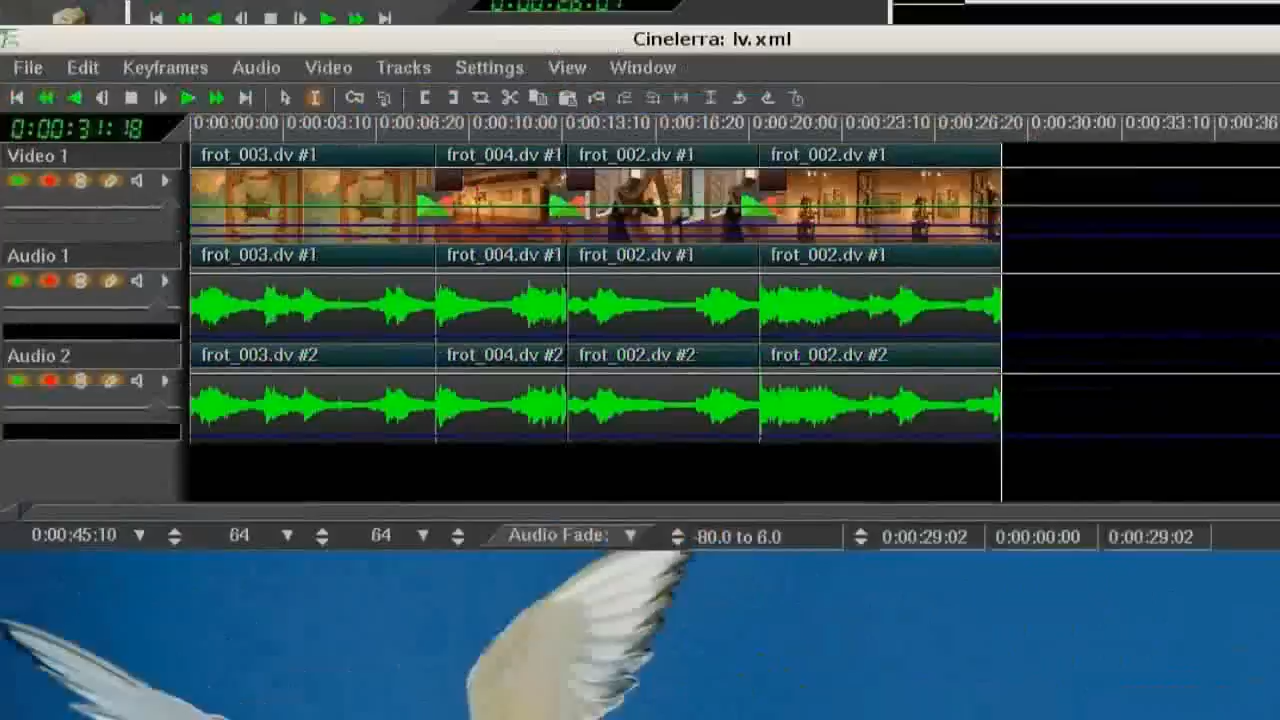 Cinelerra: lv.xml
File Edit Keyframes Audio Video Tracks Settings View Window
0:00:31:18 0:00:00:00 0:00:03:10 0:00:06:20 0:00:10:00 0:00:13:10 0:00:16:20 0:00:20:00 0:00:23:10 0:00:26:20 0:00:30:00 0:00:33:10 0:00:36
Video 1 frot_003.dv #1 frot_004.dv #1 frot_002.dv #1 frot_002.dv #1
Audio 1 frot_003.dv #1 frot_004.dv #1 frot_002.dv #1 frot_002.dv #1
Audio 2 frot_003.dv #2 frot_004.dv #2 frot_002.dv #2 frot_002.dv #2
0:00:45:10 64 64 Audio Fade: -80.0 to 6.0 0:00:29:02 0:00:00:00 0:00:29:02